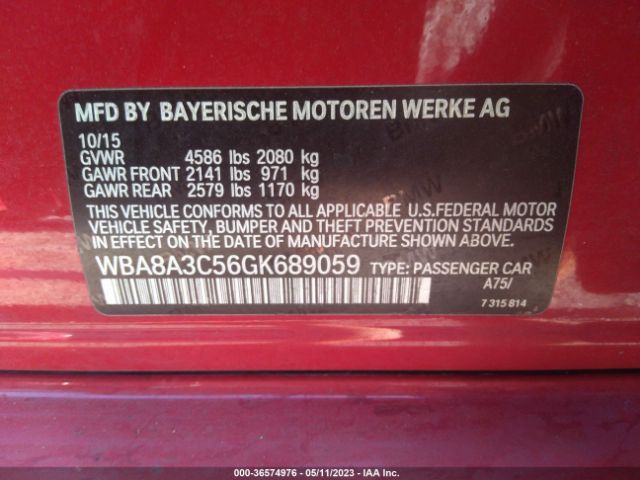 MFD BY BAYERISCHE MOTOREN WERKE AG
10/15
GVWR 4586 lbs 2080 kg
GAWR FRONT 2141 lbs 971 kg
GAWR REAR 2579 lbs 1170 kg
THIS VEHICLE CONFORMS TO ALL APPLICABLE U.S.FEDERAL MOTOR
VEHICLE SAFETY, BUMPER AND THEFT PREVENTION STANDARDS
IN EFFECT ON THE DATE OF MANUFACTURE SHOWN ABOVE.
WBA8A3C56GK689059 TYPE: PASSENGER CAR
A75/
7 315 814
000-36574976 - 05/11/2023 - IAA Inc.